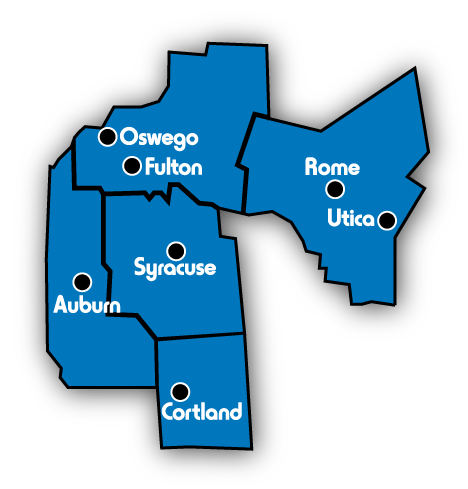 Oswego
Fulton
Rome
Utica
Syracuse
Auburn
Cortland